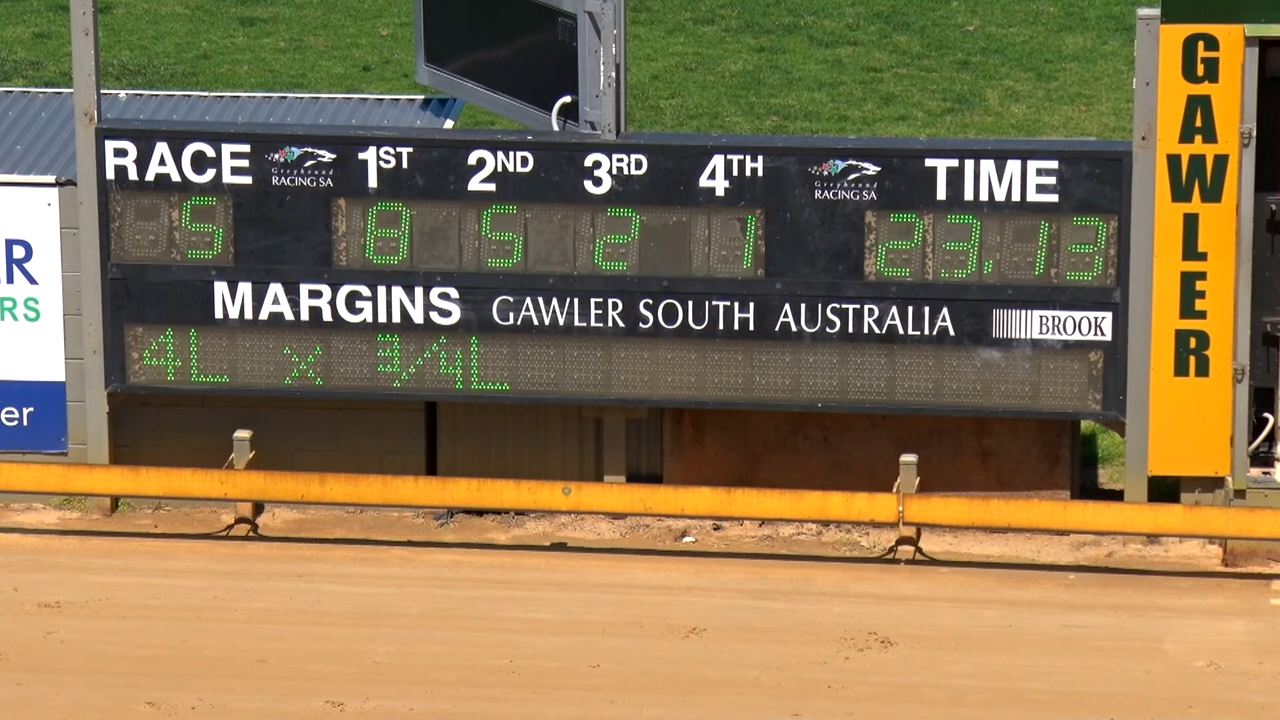 RACE Greyhound RACING SA 1ST 2ND 3RD 4TH Greyhound RACING SA TIME
5 8 5 2 1 23.13
MARGINS GAWLER SOUTH AUSTRALIA BROOK
4L x 3/4L
GAWLER
R
RS
er